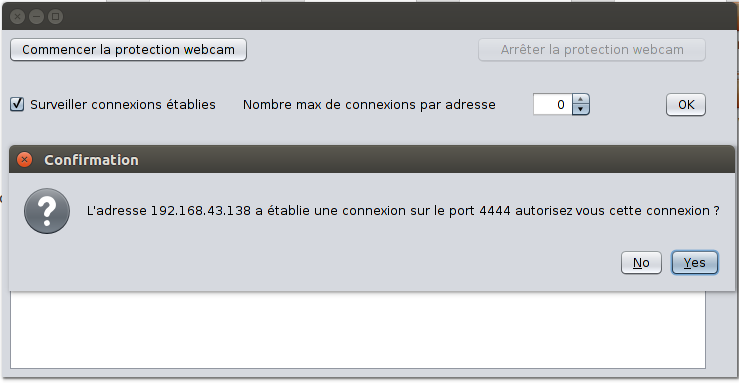 Commencer la protection webcam
Arrêter la protection webcam
Surveiller connexions établies
Nombre max de connexions par adresse
0
OK
Confirmation
?
L'adresse 192.168.43.138 a établie une connexion sur le port 4444 autorisez vous cette connexion ?
No
Yes